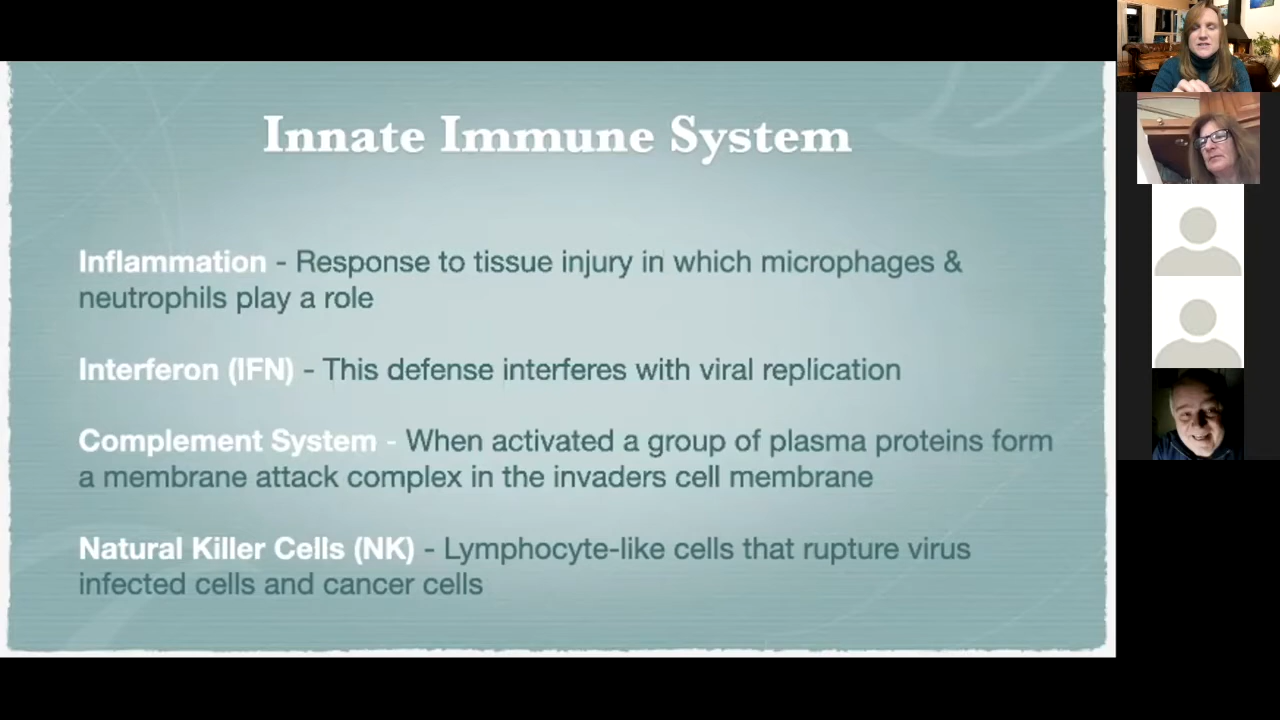 Innate Immune System
Inflammation - Response to tissue injury in which microphages &
neutrophils play a role
Interferon (IFN) - This defense interferes with viral replication
Complement System - When activated a group of plasma proteins form
a membrane attack complex in the invaders cell membrane
Natural Killer Cells (NK) - Lymphocyte-like cells that rupture virus
infected cells and cancer cells